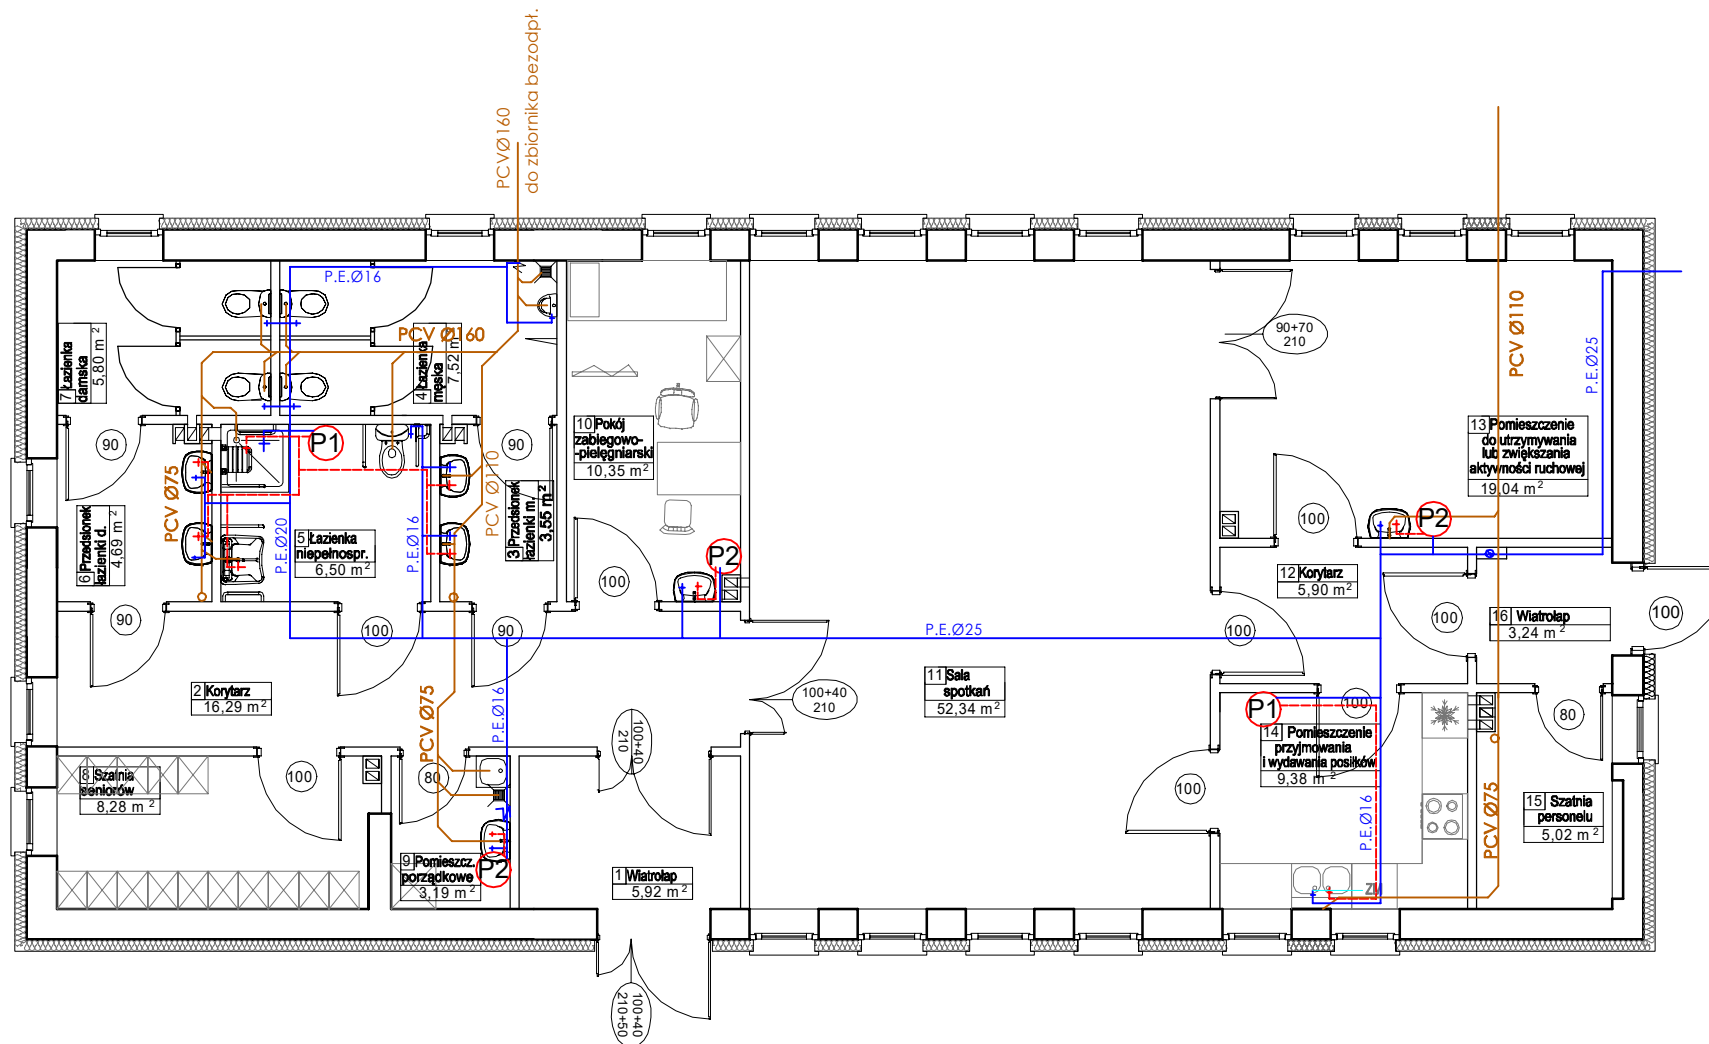 PCVØ160
do zbiornika bezodpł.
P.E.Ø16
PCV Ø160
7 Łazienka
damska
5,80 m²
4 Łazienka
męska
7,52 m²
90+70
210
PCV Ø110
P.E.Ø25
10 Pokój
zabiegowo-
-pielęgniarski
10,35 m²
13 Pomieszczenie
do utrzymywania
lub zwiększania
aktywności ruchowej
19,04 m²
90
P1
90
PCV Ø75
PCV Ø110
6 Przedsionek
łazienki d.
4,69 m²
P.E.Ø20
5 Łazienka
niepełnospr.
6,50 m²
P.E.Ø16
3 Przedsionek
łazienki m.
3,55 m²
100
P2
100
P2
12 Korytarz
5,90 m²
90
100
90
P.E.Ø25
100
100
16 Wiatrołap
3,24 m²
100
2 Korytarz
16,29 m²
PCV Ø75
P.E.Ø16
100+40
210
100+40
210
11 Sala
spotkań
52,34 m²
P1
100
80
14 Pomieszczenie
przyjmowania
i wydawania posiłków
9,38 m²
8 Szatnia
seniorów
8,28 m²
100
80
100
P.E.Ø16
PCV Ø75
15 Szatnia
personelu
5,02 m²
9 Pomieszcz.
porządkowe
3,19 m²
P2
1 Wiatrołap
5,92 m²
ZM
100+40
210+50